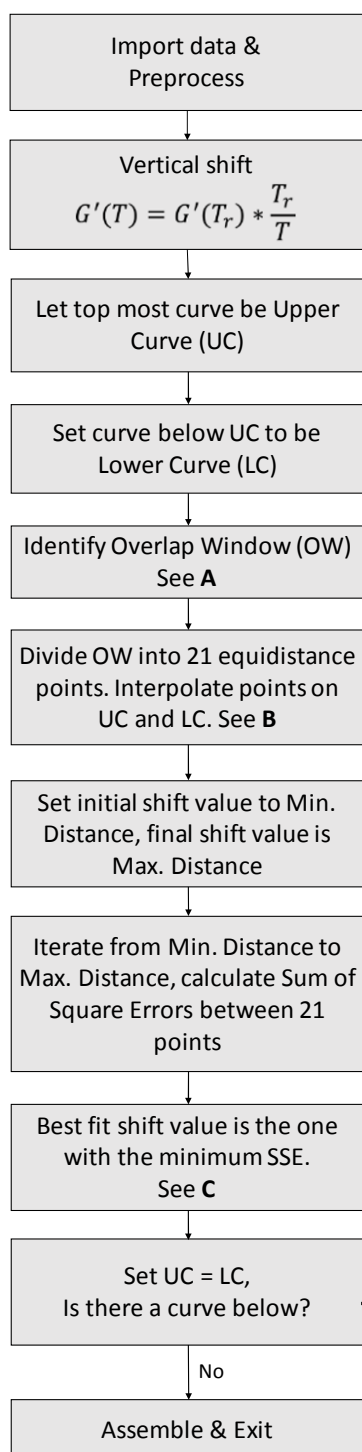 Import data &
Preprocess
Vertical shift
G′(T) = G′(Tᵣ) * Tᵣ/T
Let top most curve be Upper
Curve (UC)
Set curve below UC to be
Lower Curve (LC)
Identify Overlap Window (OW)
See A
Divide OW into 21 equidistance
points. Interpolate points on
UC and LC. See B
Set initial shift value to Min.
Distance, final shift value is
Max. Distance
Iterate from Min. Distance to
Max. Distance, calculate Sum of
Square Errors between 21
points
Best fit shift value is the one
with the minimum SSE.
See C
Set UC = LC,
Is there a curve below?
No
Assemble & Exit